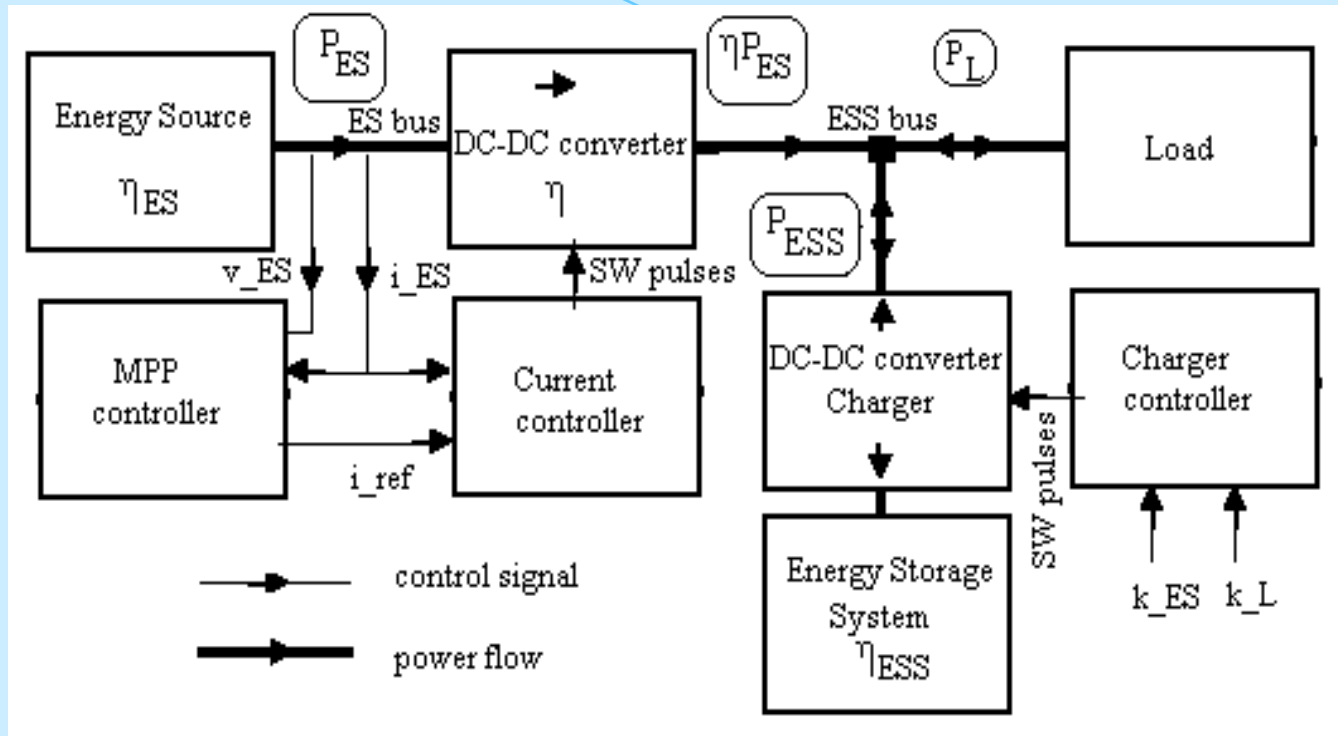 P_ES
ηP_ES
P_L
Energy Source
η_ES
ES bus
DC-DC converter
η
ESS bus
Load
P_ESS
v_ES
i_ES
SW pulses
MPP
controller
Current
controller
i_ref
DC-DC converter
Charger
Charger
controller
SW pulses
Energy Storage
System
η_ESS
k_ES
k_L
control signal
power flow